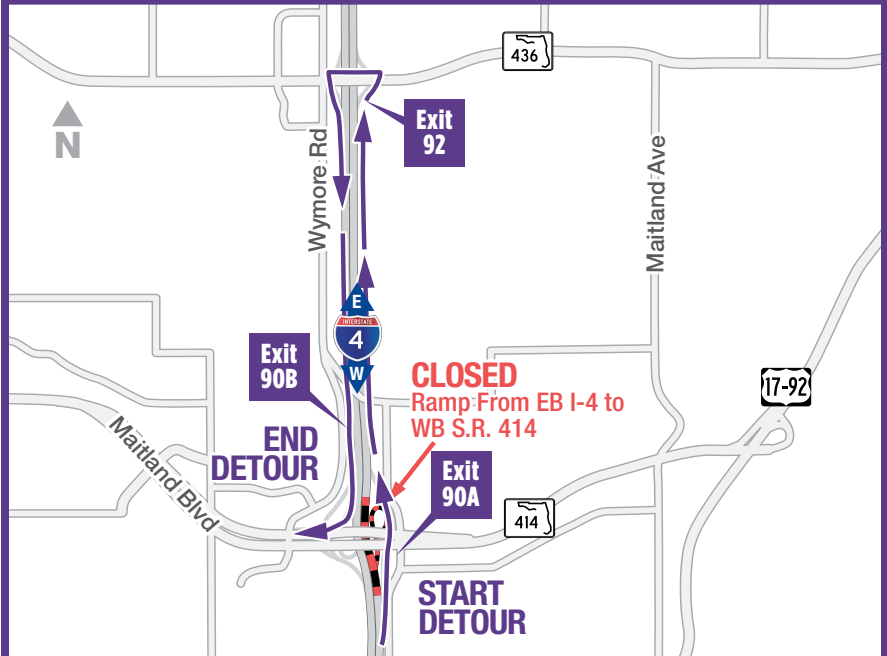 436
N
Exit
92
Wymore Rd
Maitland Ave
E
INTERSTATE
4
W
Exit
90B
CLOSED
Ramp From EB I-4 to
WB S.R. 414
17-92
END
DETOUR
Maitland Blvd
Exit
90A
414
START
DETOUR